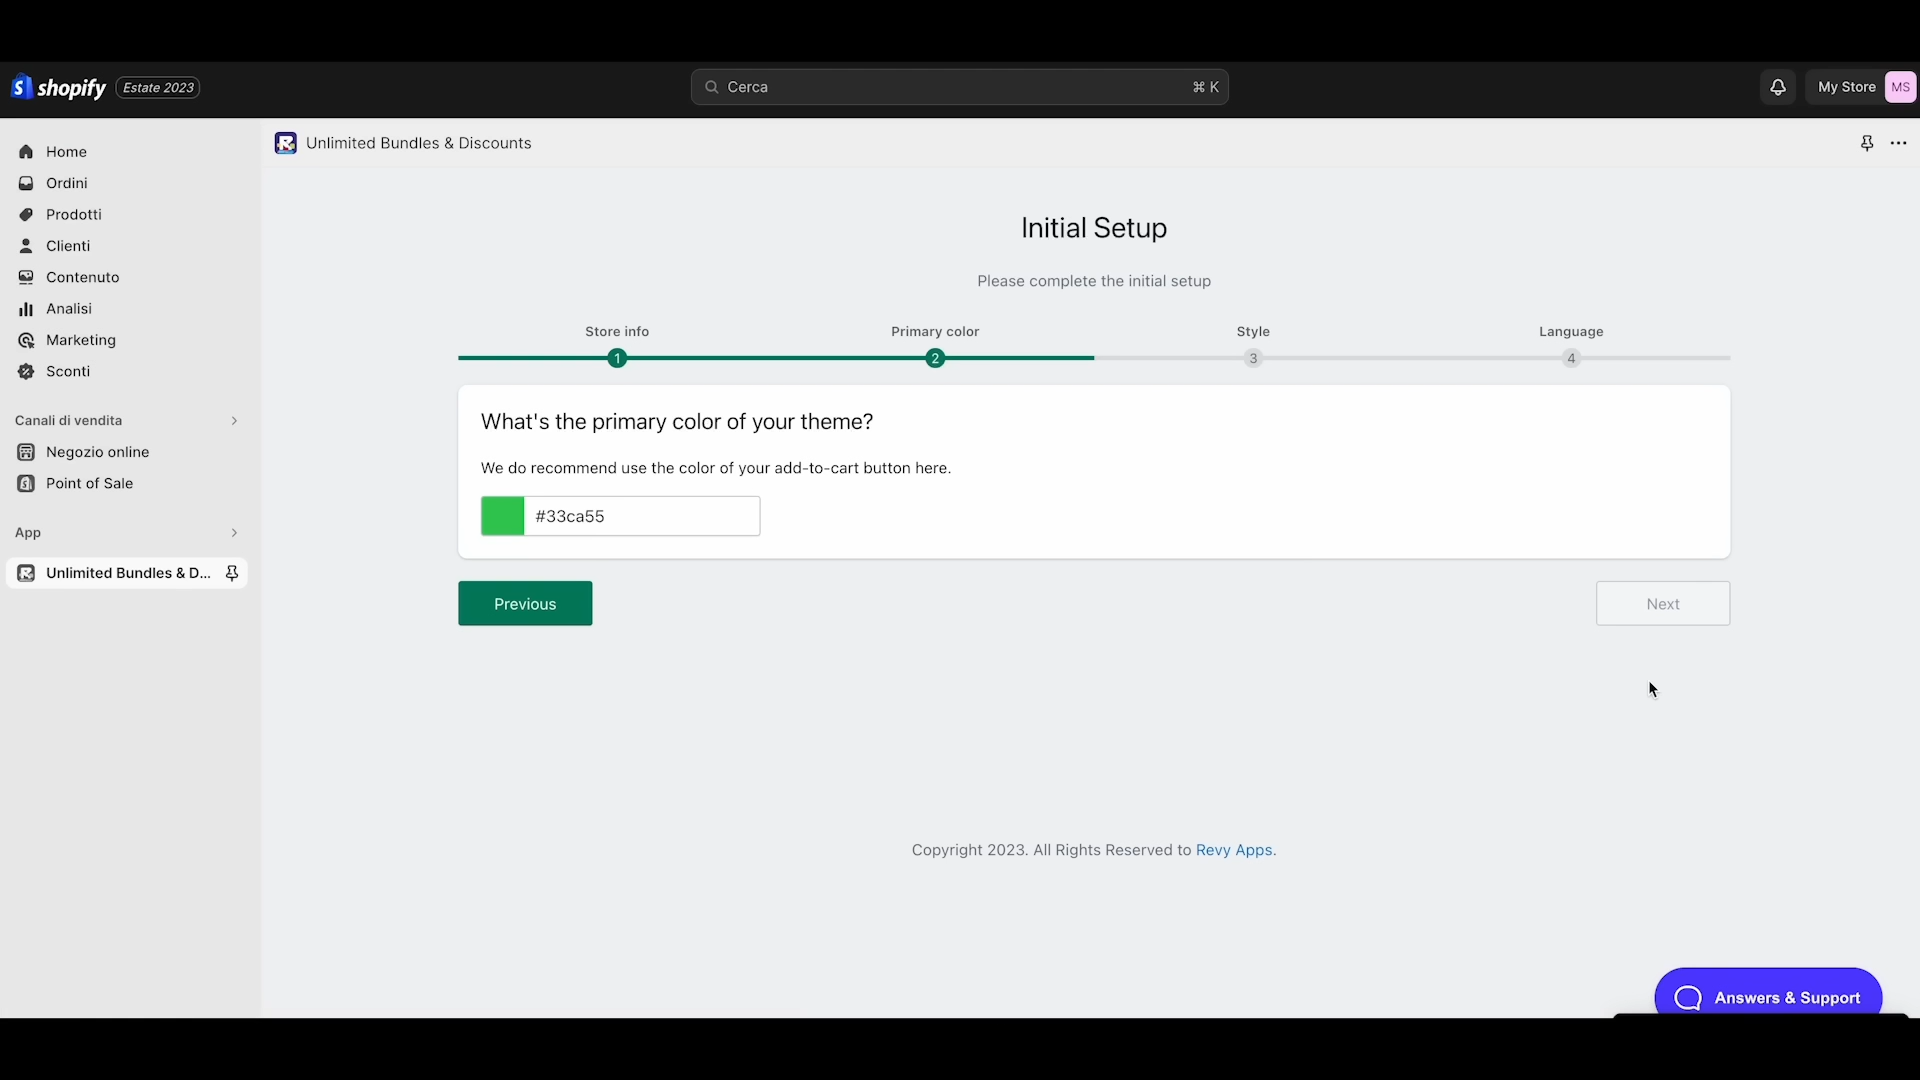 shopify Estate 2023
Cerca ⌘ K
My Store MS
Home
Ordini
Prodotti
Clienti
Contenuto
Analisi
Marketing
Sconti
Canali di vendita
Negozio online
Point of Sale
App
Unlimited Bundles & D...
Unlimited Bundles & Discounts
Initial Setup
Please complete the initial setup
Store info Primary color Style Language
1 2 3 4
What's the primary color of your theme?
We do recommend use the color of your add-to-cart button here.
#33ca55
Previous Next
Copyright 2023. All Rights Reserved to Revy Apps.
Answers & Support